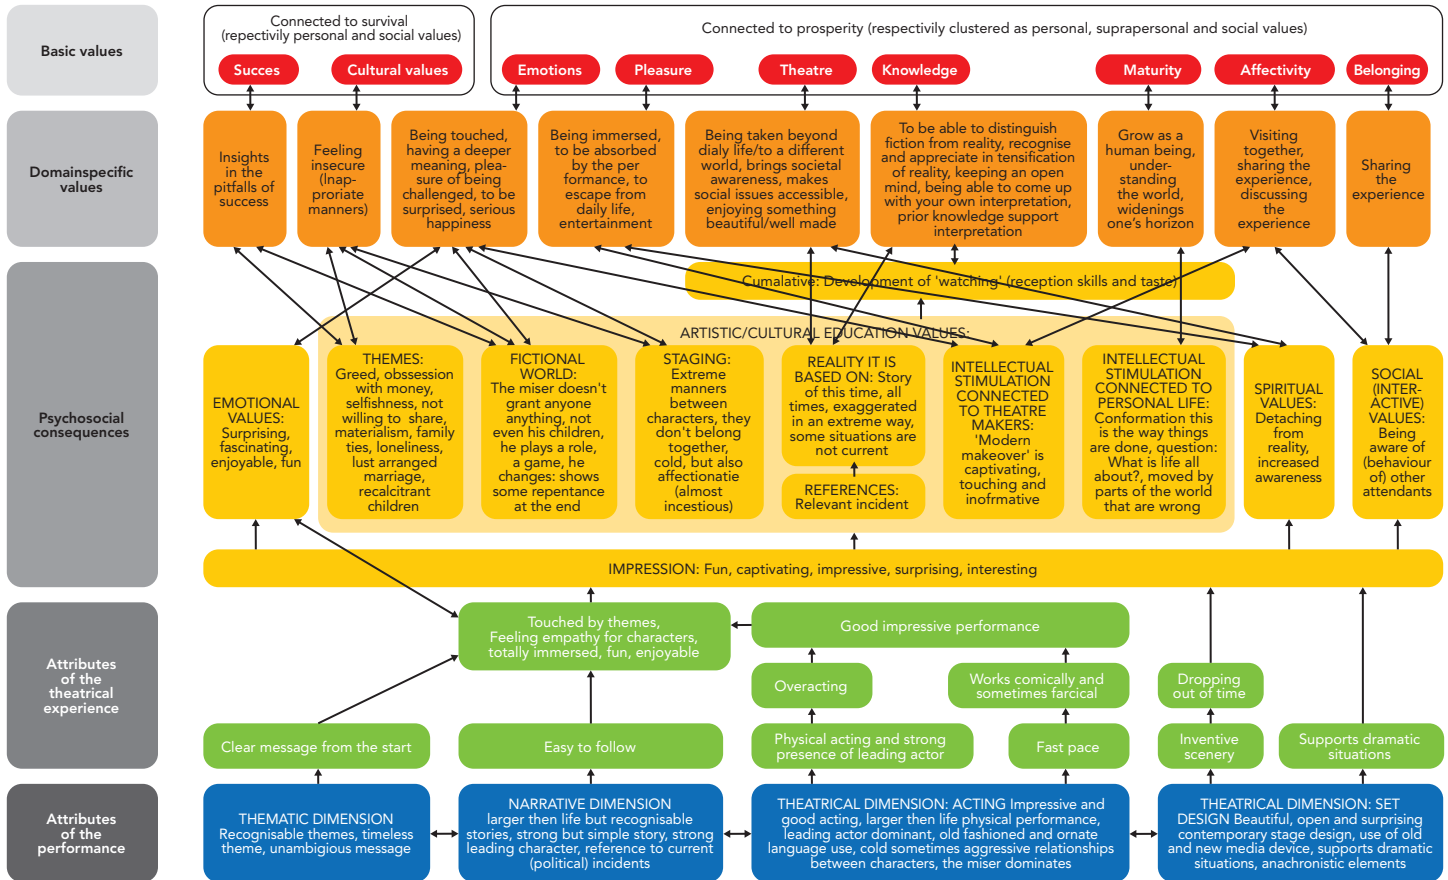 Basic values
Connected to survival
(repectivily personal and social values)
Connected to prosperity (respectivily clustered as personal, suprapersonal and social values)
Succes
Cultural values
Emotions
Pleasure
Theatre
Knowledge
Maturity
Affectivity
Belonging
Domainspecific
values
Insights
in the
pitfalls of
success
Feeling
insecure
(Inap-
proriate
manners)
Being touched,
having a deeper
meaning, plea-
sure of being
challenged, to be
surprised, serious
happiness
Being immersed,
to be absorbed
by the per
formance, to
escape from
daily life,
entertainment
Being taken beyond
dialy life/to a different
world, brings societal
awareness, makes
social issues accessible,
enjoying something
beautiful/well made
To be able to distinguish
fiction from reality, recognise
and appreciate in tensification
of reality, keeping an open
mind, being able to come up
with your own interpretation,
prior knowledge support
interpretation
Grow as a
human being,
under-
standing
the world,
widenings
one's horizon
Visiting
together,
sharing the
experience,
discussing
the
experience
Sharing
the
experience
Psychosocial
consequences
Cumalative: Development of 'watching' (reception skills and taste)
ARTISTIC/CULTURAL EDUCATION VALUES:
EMOTIONAL
VALUES:
Surprising,
fascinating,
enjoyable, fun
THEMES:
Greed, obssession
with money,
selfishness, not
willing to share,
materialism, family
ties, loneliness,
lust arranged
marriage,
recalcitrant
children
FICTIONAL
WORLD:
The miser doesn't
grant anyone
anything, not
even his children,
he plays a role,
a game, he
changes: shows
some repentance
at the end
STAGING:
Extreme
manners
between
characters, they
don't belong
together,
cold, but also
affectionatie
(almost
incestious)
REALITY IT IS
BASED ON: Story
of this time, all
times, exaggerated
in an extreme way,
some situations are
not current
REFERENCES:
Relevant incident
INTELLECTUAL
STIMULATION
CONNECTED
TO THEATRE
MAKERS:
'Modern
makeover' is
captivating,
touching and
inofrmative
INTELLECTUAL
STIMULATION
CONNECTED TO
PERSONAL LIFE:
Conformation this
is the way things
are done, question:
What is life all
about?, moved by
parts of the world
that are wrong
SPIRITUAL
VALUES:
Detaching
from
reality,
increased
awareness
SOCIAL
(INTER-
ACTIVE)
VALUES:
Being
aware of
(behaviour
of) other
attendants
IMPRESSION: Fun, captivating, impressive, surprising, interesting
Attributes
of the
theatrical
experience
Touched by themes,
Feeling empathy for characters,
totally immersed, fun, enjoyable
Good impressive performance
Overacting
Works comically and
sometimes farcical
Dropping
out of time
Clear message from the start
Easy to follow
Physical acting and strong
presence of leading actor
Fast pace
Inventive
scenery
Supports dramatic
situations
Attributes
of the
performance
THEMATIC DIMENSION
Recognisable themes, timeless
theme, unambigious message
NARRATIVE DIMENSION
larger then life but recognisable
stories, strong but simple story, strong
leading character, reference to current
(political) incidents
THEATRICAL DIMENSION: ACTING Impressive and
good acting, larger then life physical performance,
leading actor dominant, old fashioned and ornate
language use, cold sometimes aggressive relationships
between characters, the miser dominates
THEATRICAL DIMENSION: SET
DESIGN Beautiful, open and surprising
contemporary stage design, use of old
and new media device, supports dramatic
situations, anachronistic elements